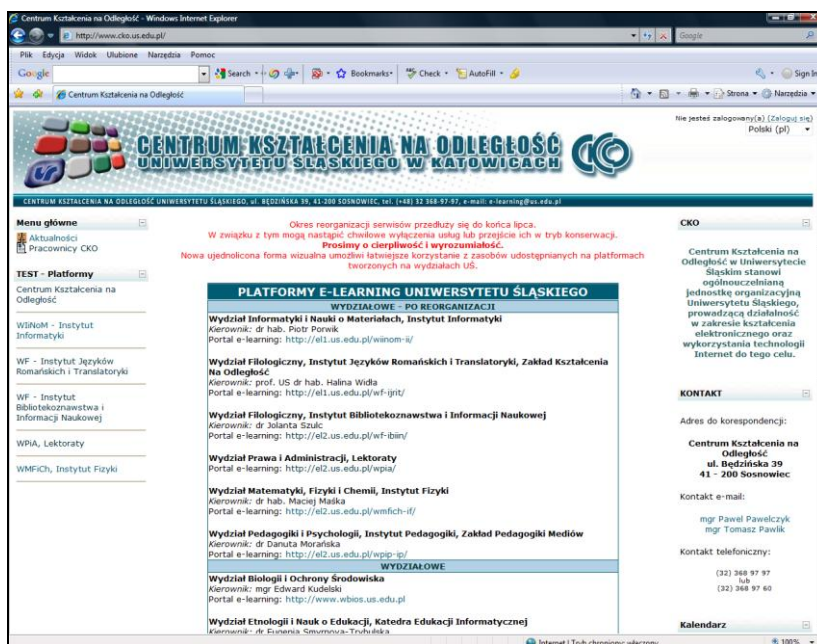 Centrum Kształcenia na Odległość - Windows Internet Explorer
http://www.cko.us.edu.pl/
Google
Plik Edycja Widok Ulubione Narzędzia Pomoc
Google Search Bookmarks Check AutoFill Sign In
Centrum Kształcenia na Odległość Strona Narzędzia
Nie jesteś zalogowany(a) (Zaloguj się)
Polski (pl)
CENTRUM KSZTAŁCENIA NA ODLEGŁOŚĆ
UNIWERSYTETU ŚLĄSKIEGO W KATOWICACH
CENTRUM KSZTAŁCENIA NA ODLEGŁOŚĆ UNIWERSYTETU ŚLĄSKIEGO, ul. BĘDZIŃSKA 39, 41-200 SOSNOWIEC, tel. (+48) 32 368-97-97, e-mail: e-learning@us.edu.pl
Menu główne
Aktualności
Pracownicy CKO
TEST - Platformy
Centrum Kształcenia na
Odległość
WIiNoM - Instytut
Informatyki
WF - Instytut Języków
Romańskich i Translatoryki
WF - Instytut
Bibliotekoznawstwa i
Informacji Naukowej
WPiA, Lektoraty
WMFiCh, Instytut Fizyki
Okres reorganizacji serwisów przedłuży się do końca lipca.
W związku z tym mogą nastąpić chwilowe wyłączenia usług lub przejście ich w tryb konserwacji.
Prosimy o cierpliwość i wyrozumiałość.
Nowa ujednolicona forma wizualna umożliwi łatwiejsze korzystanie z zasobów udostępnianych na platformach
tworzonych na wydziałach UŚ.
PLATFORMY E-LEARNING UNIWERSYTETU ŚLĄSKIEGO
WYDZIAŁOWE - PO REORGANIZACJI
Wydział Informatyki i Nauki o Materiałach, Instytut Informatyki
Kierownik: dr hab. Piotr Porwik
Portal e-learning: http://el1.us.edu.pl/wiinom-ii/
Wydział Filologiczny, Instytut Języków Romańskich i Translatoryki, Zakład Kształcenia
Na Odległość
Kierownik: prof. US dr hab. Halina Widła
Portal e-learning: http://el1.us.edu.pl/wf-ijrit/
Wydział Filologiczny, Instytut Bibliotekoznawstwa i Informacji Naukowej
Kierownik: dr Jolanta Szulc
Portal e-learning: http://el2.us.edu.pl/wf-ibiin/
Wydział Prawa i Administracji, Lektoraty
Portal e-learning: http://el2.us.edu.pl/wpia/
Wydział Matematyki, Fizyki i Chemii, Instytut Fizyki
Kierownik: dr hab. Maciej Maśka
Portal e-learning: http://el2.us.edu.pl/wmfich-if/
Wydział Pedagogiki i Psychologii, Instytut Pedagogiki, Zakład Pedagogiki Mediów
Kierownik: dr Danuta Morańska
Portal e-learning: http://el2.us.edu.pl/wpip-ip/
WYDZIAŁOWE
Wydział Biologii i Ochrony Środowiska
Kierownik: mgr Edward Kudelski
Portal e-learning: http://www.wbios.us.edu.pl
Wydział Etnologii i Nauk o Edukacji, Katedra Edukacji Informatycznej
Kierownik: dr Eugenia Smyrnova-Trybulska
CKO
Centrum Kształcenia na
Odległość w Uniwersytecie
Śląskim stanowi
ogólnouczelnianą
jednostkę organizacyjną
Uniwersytetu Śląskiego,
prowadzącą działalność
w zakresie kształcenia
elektronicznego oraz
wykorzystania technologii
Internet do tego celu.
KONTAKT
Adres do korespondencji:
Centrum Kształcenia na
Odległość
ul. Będzińska 39
41 - 200 Sosnowiec
Kontakt e-mail:
mgr Paweł Pawełczyk
mgr Tomasz Pawlik
Kontakt telefoniczny:
(32) 368 97 97
lub
(32) 368 97 60
Kalendarz
Internet | Tryb chroniony: włączony 100%